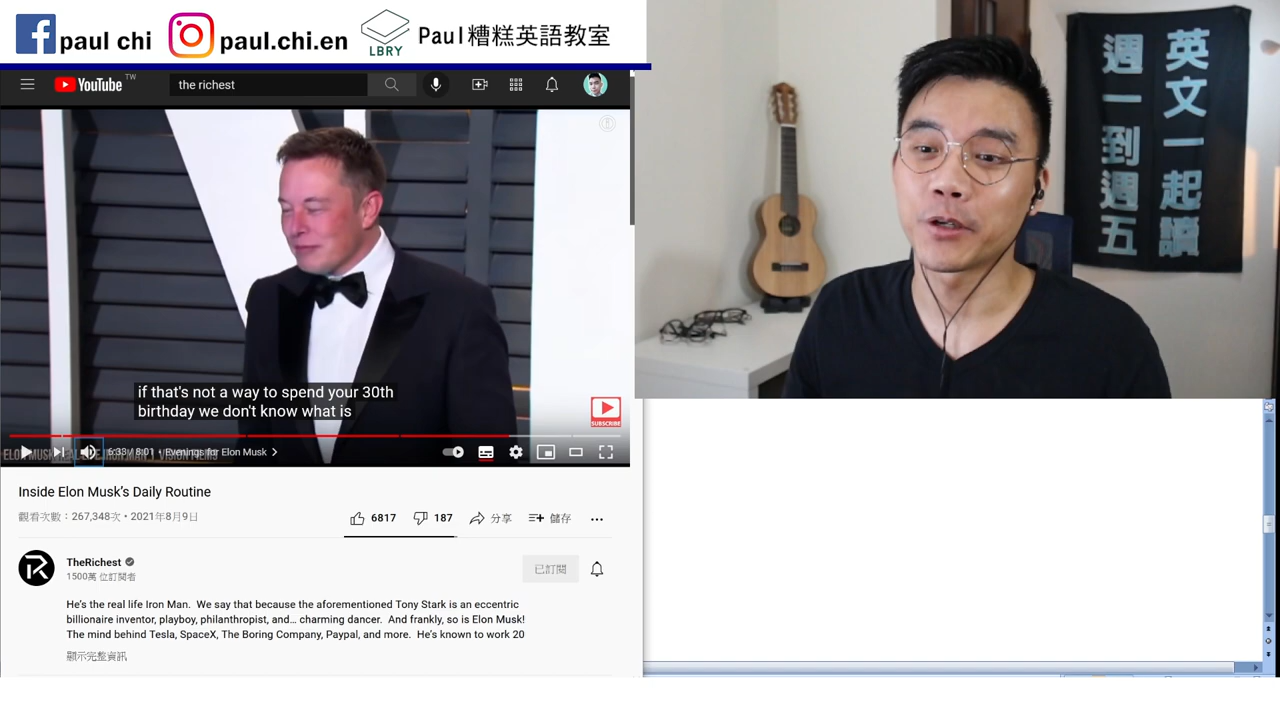 paul chi
paul.chi.en
LBRY
Paul糟糕英語教室
YouTube TW
the richest
英文一起讀
週一到週五
if that's not a way to spend your 30th
birthday we don't know what is
SUBSCRIBE
6:33 / 8:01 • Evenings for Elon Musk
Inside Elon Musk's Daily Routine
觀看次數：267,348次 • 2021年8月9日
6817
187
分享
儲存
TheRichest
1500萬 位訂閱者
已訂閱
He's the real life Iron Man. We say that because the aforementioned Tony Stark is an eccentric
billionaire inventor, playboy, philanthropist, and… charming dancer. And frankly, so is Elon Musk!
The mind behind Tesla, SpaceX, The Boring Company, Paypal, and more. He's known to work 20
顯示完整資訊